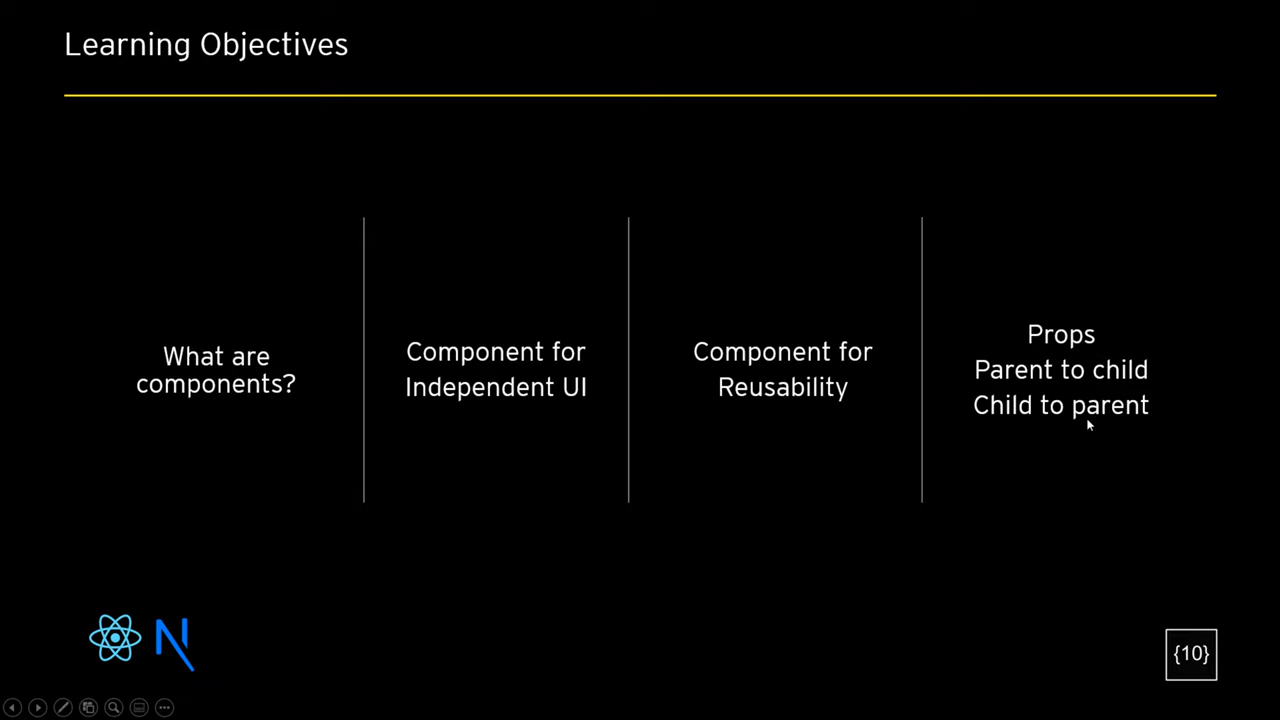 Learning Objectives
What are
components?
Component for
Independent UI
Component for
Reusability
Props
Parent to child
Child to parent
{10}